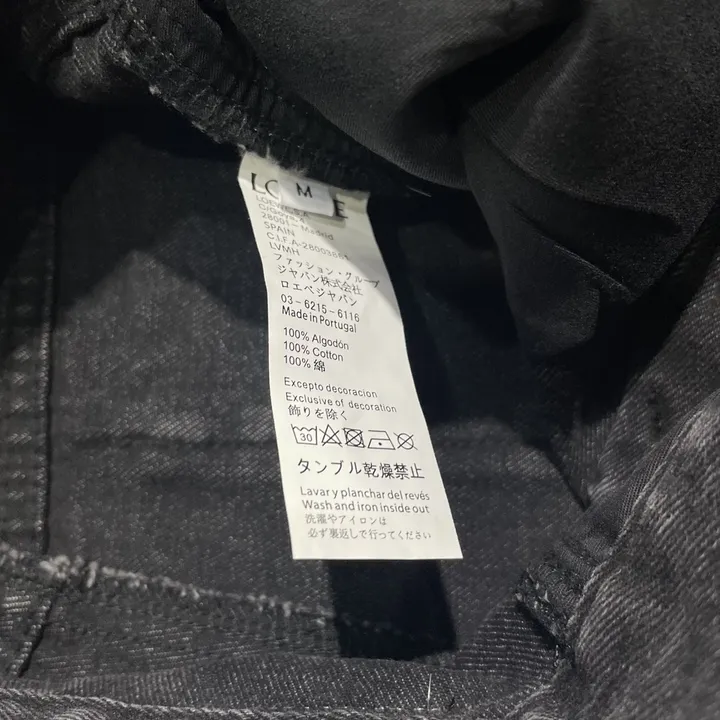 M
LOEWE S.A
C/Goya.4
28001-Madrid
SPAIN
C.I.F.A-28003861
LVMH
ファッション・グループ
ジャパン株式会社
ロエベジャパン
03-6215-6116
Made in Portugal
100% Algodón
100% Cotton
100% 綿
Excepto decoracion
Exclusive of decoration
飾りを除く
30
タンブル乾燥禁止
Lavar y planchar del revés
Wash and iron inside out
洗濯やアイロンは
必ず裏返しで行ってください